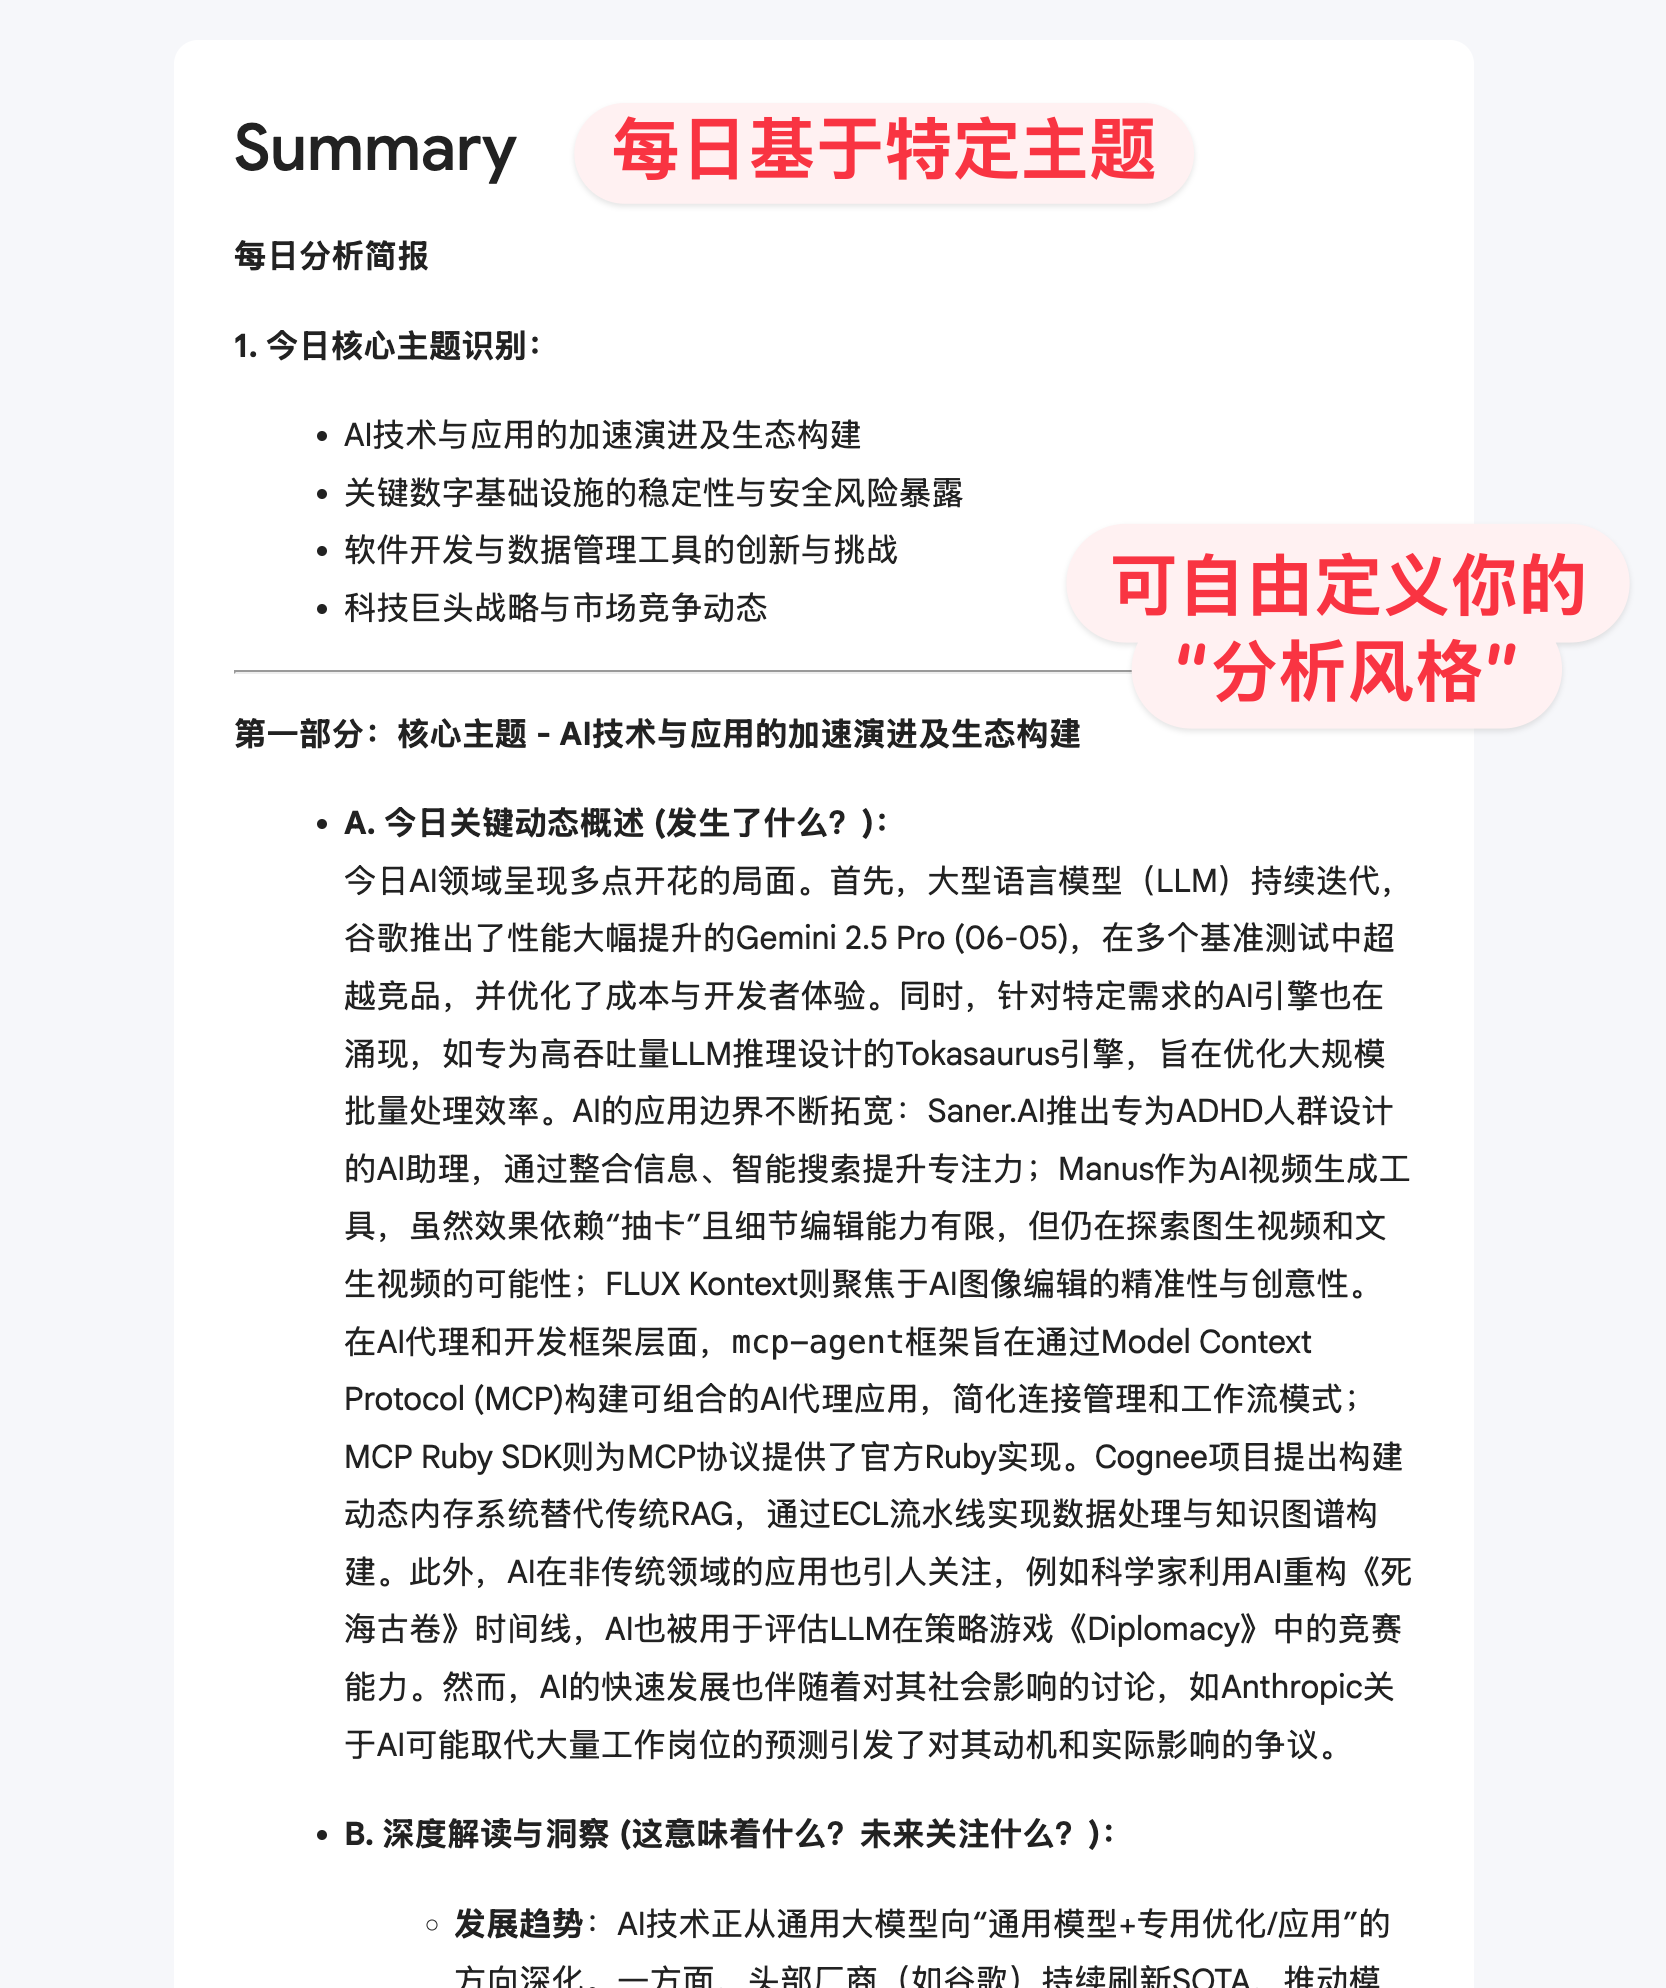 Summary
每日基于特定主题
每日分析简报
1. 今日核心主题识别：
• AI技术与应用的加速演进及生态构建
• 关键数字基础设施的稳定性与安全风险暴露
• 软件开发与数据管理工具的创新与挑战
• 科技巨头战略与市场竞争动态
可自由定义你的
“分析风格”
第一部分：核心主题 - AI技术与应用的加速演进及生态构建
• A. 今日关键动态概述 (发生了什么？)：
今日AI领域呈现多点开花的局面。首先，大型语言模型（LLM）持续迭代，
谷歌推出了性能大幅提升的Gemini 2.5 Pro (06-05)，在多个基准测试中超
越竞品，并优化了成本与开发者体验。同时，针对特定需求的AI引擎也在
涌现，如专为高吞吐量LLM推理设计的Tokasaurus引擎，旨在优化大规模
批量处理效率。AI的应用边界不断拓宽：Saner.AI推出专为ADHD人群设计
的AI助理，通过整合信息、智能搜索提升专注力；Manus作为AI视频生成工
具，虽然效果依赖“抽卡”且细节编辑能力有限，但仍在探索图生视频和文
生视频的可能性；FLUX Kontext则聚焦于AI图像编辑的精准性与创意性。
在AI代理和开发框架层面，mcp-agent框架旨在通过Model Context
Protocol (MCP)构建可组合的AI代理应用，简化连接管理和工作流模式；
MCP Ruby SDK则为MCP协议提供了官方Ruby实现。Cognee项目提出构建
动态内存系统替代传统RAG，通过ECL流水线实现数据处理与知识图谱构
建。此外，AI在非传统领域的应用也引人关注，例如科学家利用AI重构《死
海古卷》时间线，AI也被用于评估LLM在策略游戏《Diplomacy》中的竞赛
能力。然而，AI的快速发展也伴随着对其社会影响的讨论，如Anthropic关
于AI可能取代大量工作岗位的预测引发了对其动机和实际影响的争议。
• B. 深度解读与洞察 (这意味着什么？未来关注什么？)：
◦ 发展趋势：AI技术正从通用大模型向“通用模型+专用优化/应用”的
方向深化。一方面，头部厂商（如谷歌）持续刷新SOTA，推动模